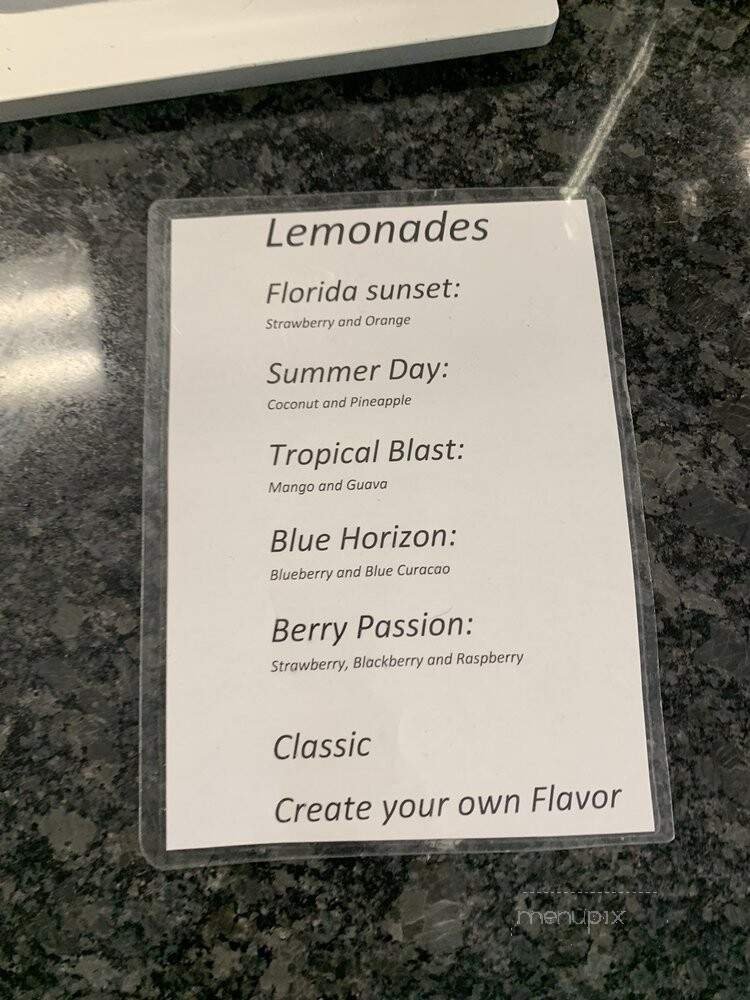 Lemonades
Florida sunset:
Strawberry and Orange
Summer Day:
Coconut and Pineapple
Tropical Blast:
Mango and Guava
Blue Horizon:
Blueberry and Blue Curacao
Berry Passion:
Strawberry, Blackberry and Raspberry
Classic
Create your own Flavor
menupix